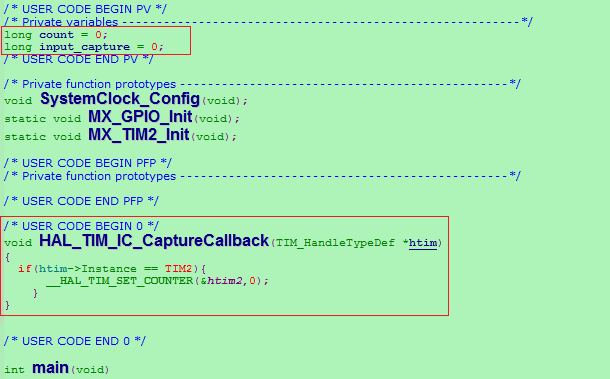 /* USER CODE BEGIN PV */
/* Private variables ---------------------------------------------------------*/
long count = 0;
long input_capture = 0;
/* USER CODE END PV */
/* Private function prototypes -----------------------------------------------*/
void SystemClock_Config(void);
static void MX_GPIO_Init(void);
static void MX_TIM2_Init(void);
/* USER CODE BEGIN PFP */
/* Private function prototypes -----------------------------------------------*/
/* USER CODE END PFP */
/* USER CODE BEGIN 0 */
void HAL_TIM_IC_CaptureCallback(TIM_HandleTypeDef *htim)
{
if(htim->Instance == TIM2){
__HAL_TIM_SET_COUNTER(&htim2,0);
}
}
/* USER CODE END 0 */
int main(void)